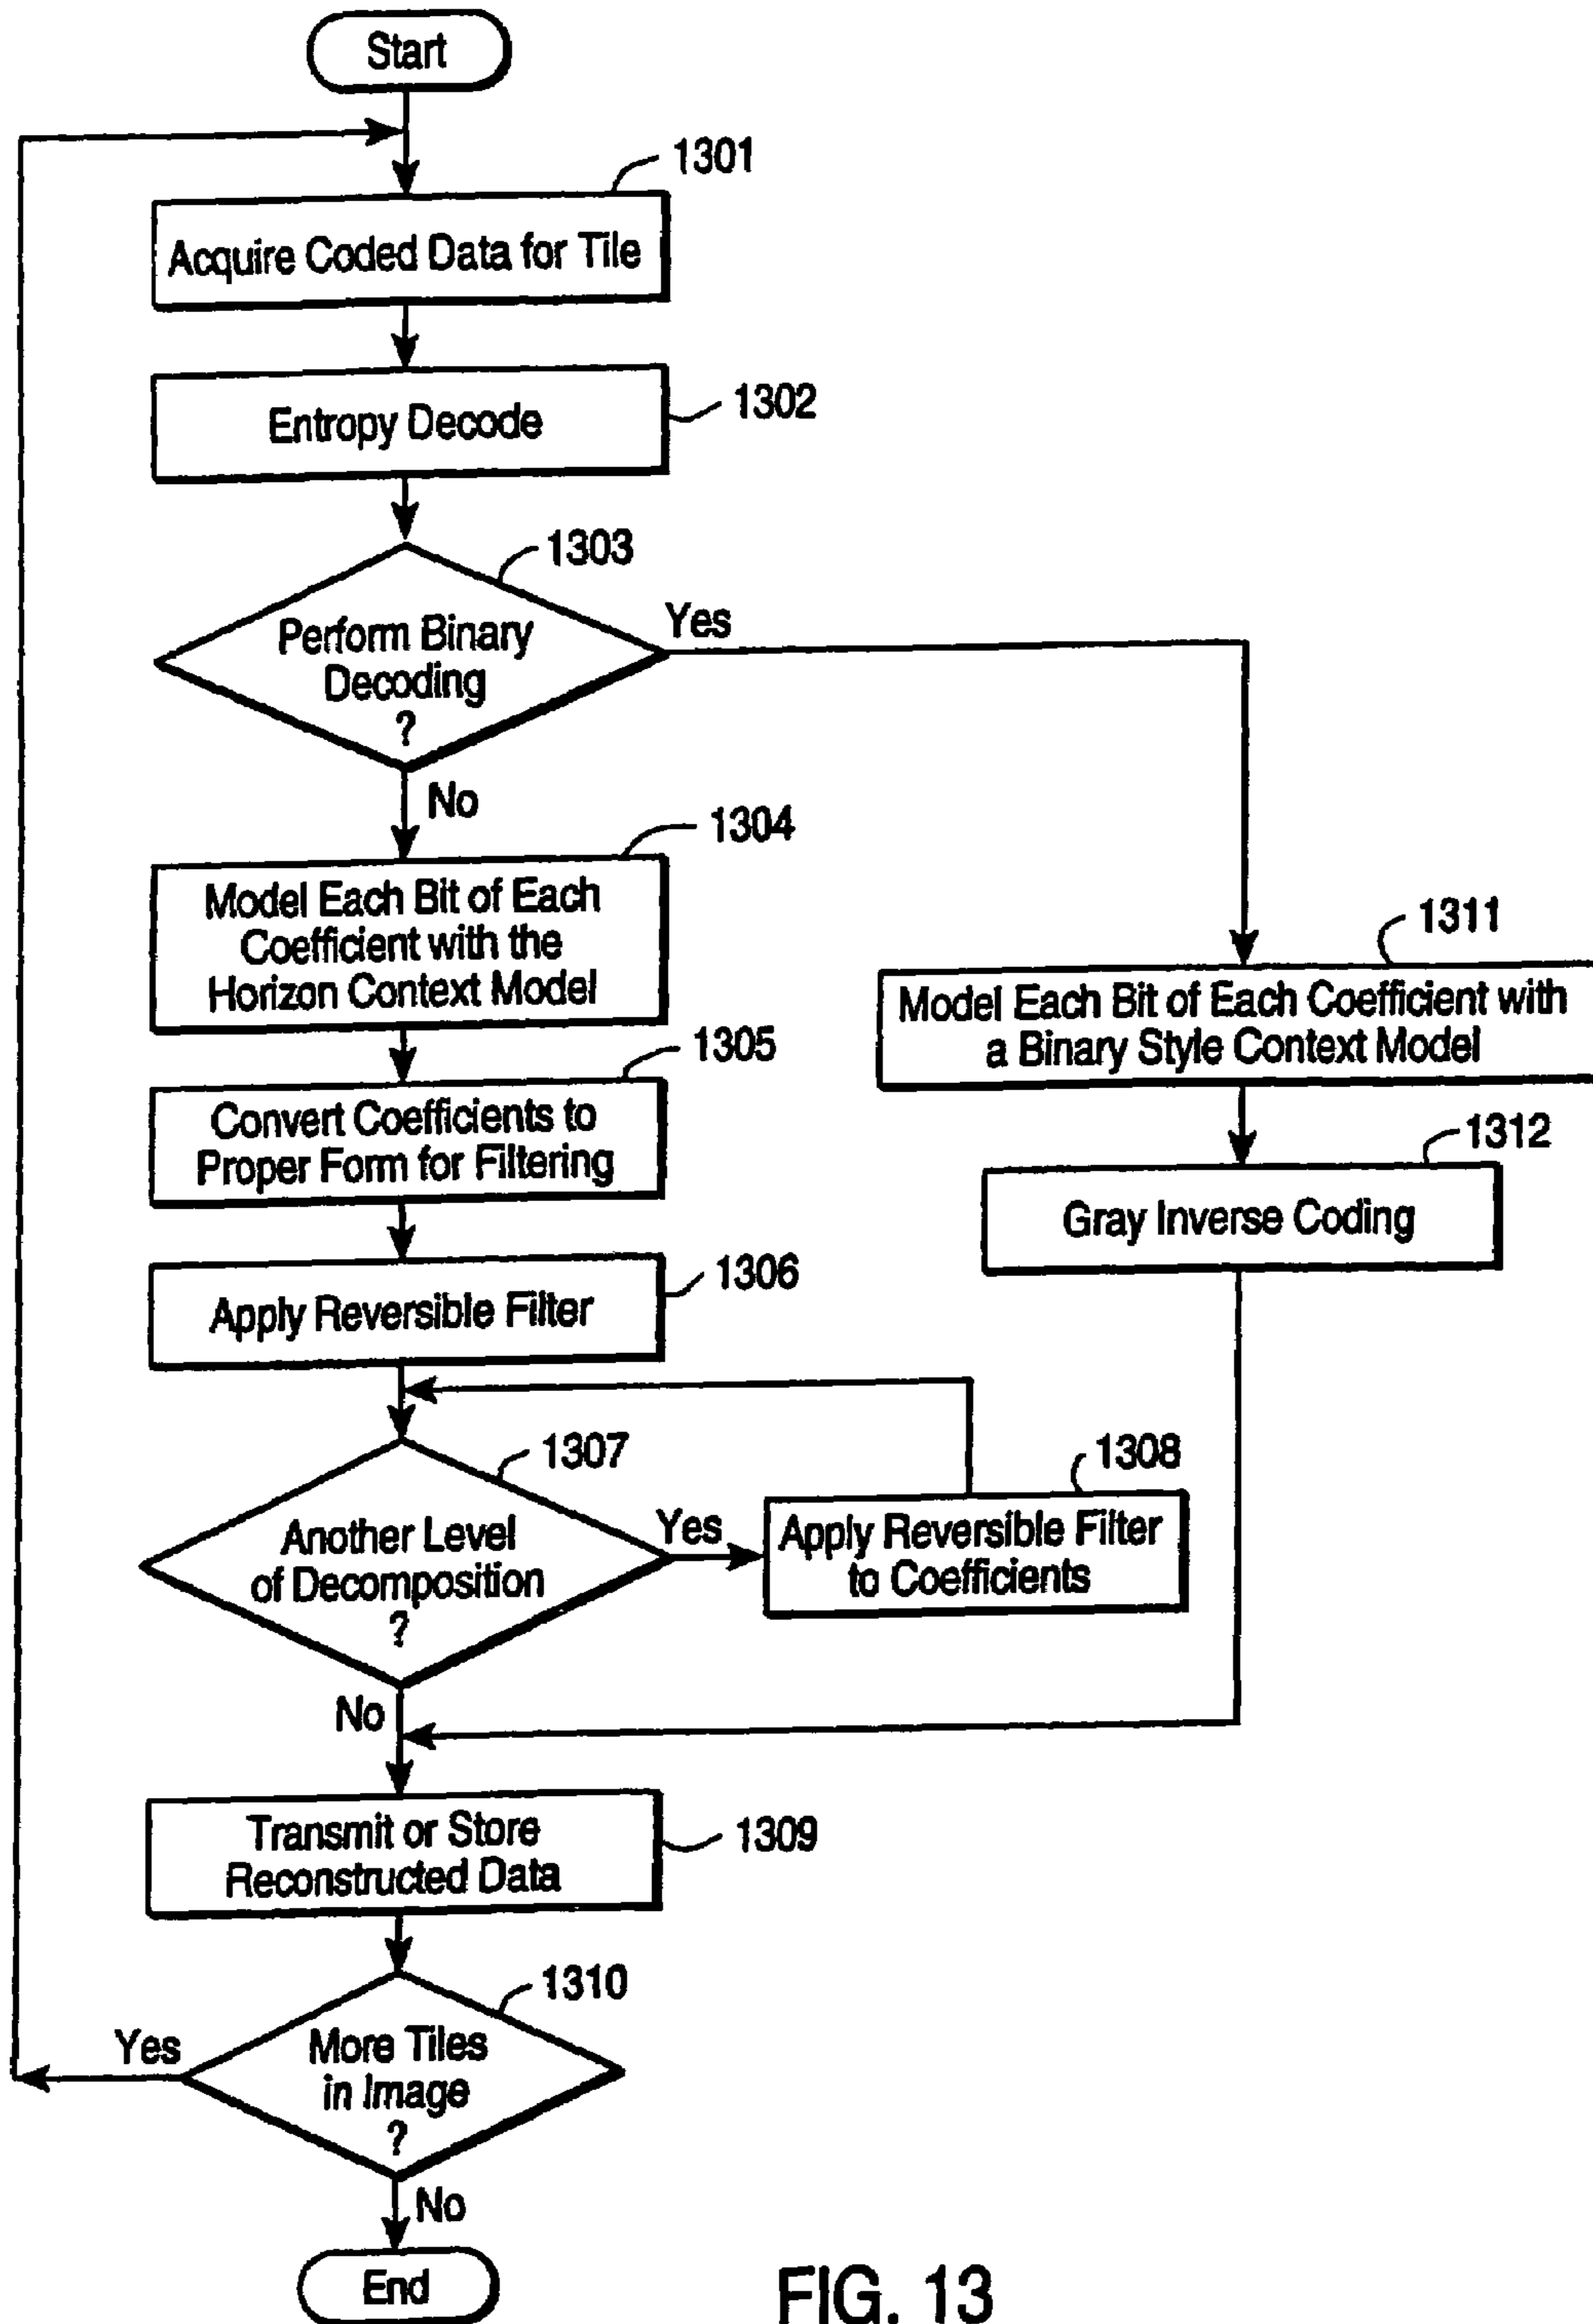 Start
1301
Acquire Coded Data for Tile
1302
Entropy Decode
1303
Perform Binary
Decoding
?
Yes
No
1304
Model Each Bit of Each
Coefficient with the
Horizon Context Model
1311
Model Each Bit of Each Coefficient with
a Binary Style Context Model
1305
Convert Coefficients to
Proper Form for Filtering
1312
Gray Inverse Coding
1306
Apply Reversible Filter
1307
Another Level
of Decomposition
?
Yes
1308
Apply Reversible Filter
to Coefficients
No
1309
Transmit or Store
Reconstructed Data
1310
More Tiles
in Image
?
Yes
No
End
FIG. 13